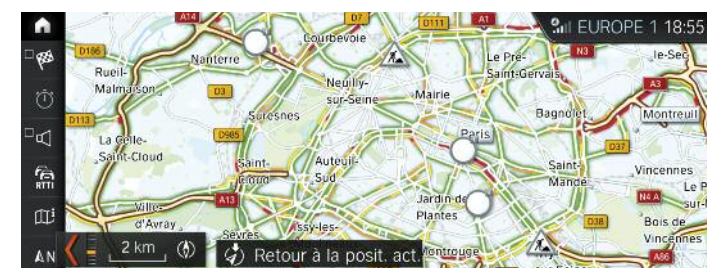 A14
D7
D111
A1
EUROPE 1 18:55
Courbevoie
D186
Nanterre
Le Pré-
Saint-Gervais
N3
le-Sec
Rueil-
Malmaison
Neuilly-
sur-Seine
D3
Mairie
A3
D113
Suresnes
Bagnolet
Montreuil
La Celle-
Saint-Cloud
D985
Paris
D37
RTTI
Saint-
Cloud
Auteuil-
Sud
Saint-
Mandé
Vincennes
A13
Jardin de
Plantes
N4 A
Le P
sur-
Ville-
d'Avray
Sèvres
Issy-les-
D38
Bois de
Vincennes
AN
2 km
Retour à la posit. act.
Montrouge
A86